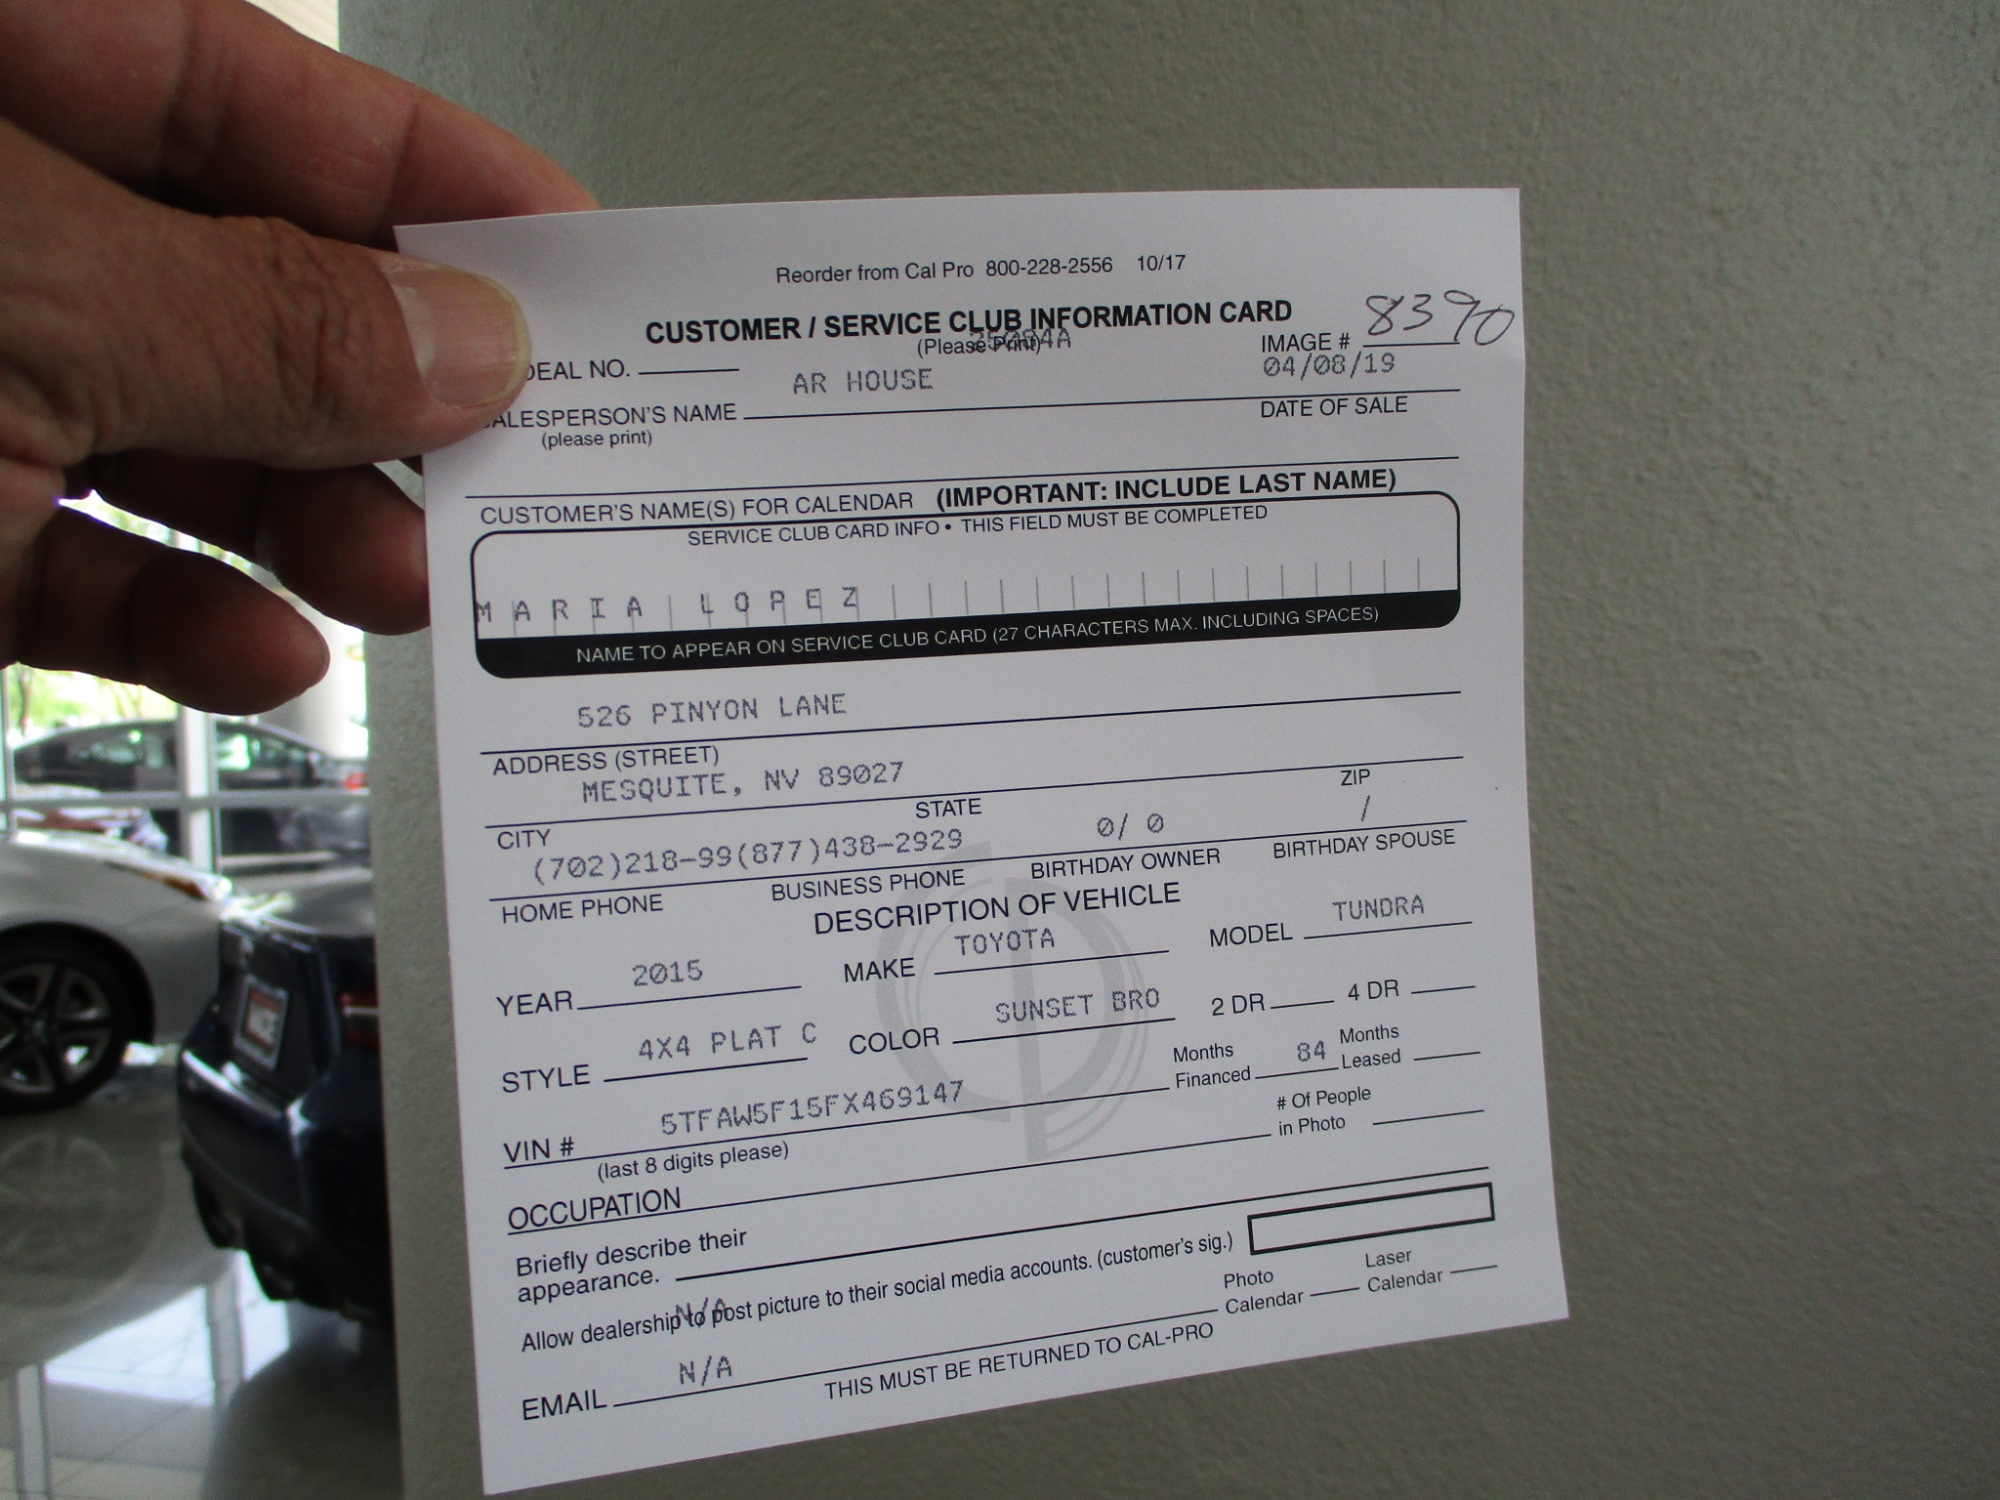 Reorder from Cal Pro 800-228-2556 10/17
CUSTOMER / SERVICE CLUB INFORMATION CARD
(Please Print)
IMAGE # 8390
DEAL NO.
AR HOUSE
04/08/19
ALESPERSON'S NAME
DATE OF SALE
(please print)
CUSTOMER'S NAME(S) FOR CALENDAR (IMPORTANT: INCLUDE LAST NAME)
SERVICE CLUB CARD INFO • THIS FIELD MUST BE COMPLETED
MARIA LOPEZ
NAME TO APPEAR ON SERVICE CLUB CARD (27 CHARACTERS MAX. INCLUDING SPACES)
526 PINYON LANE
ADDRESS (STREET)
MESQUITE, NV 89027
CITY STATE ZIP
(702)218-99(877)438-2929 0/ 0 /
HOME PHONE BUSINESS PHONE BIRTHDAY OWNER BIRTHDAY SPOUSE
DESCRIPTION OF VEHICLE
YEAR 2015 MAKE TOYOTA MODEL TUNDRA
STYLE 4X4 PLAT C COLOR SUNSET BRO 2 DR 4 DR
VIN # 5TFAW5F15FX469147 Months Financed 84 Months Leased
(last 8 digits please)
# Of People in Photo
OCCUPATION
Briefly describe their
appearance.
N/A
Allow dealership to post picture to their social media accounts. (customer's sig.)
EMAIL N/A Photo Calendar Laser Calendar
THIS MUST BE RETURNED TO CAL-PRO